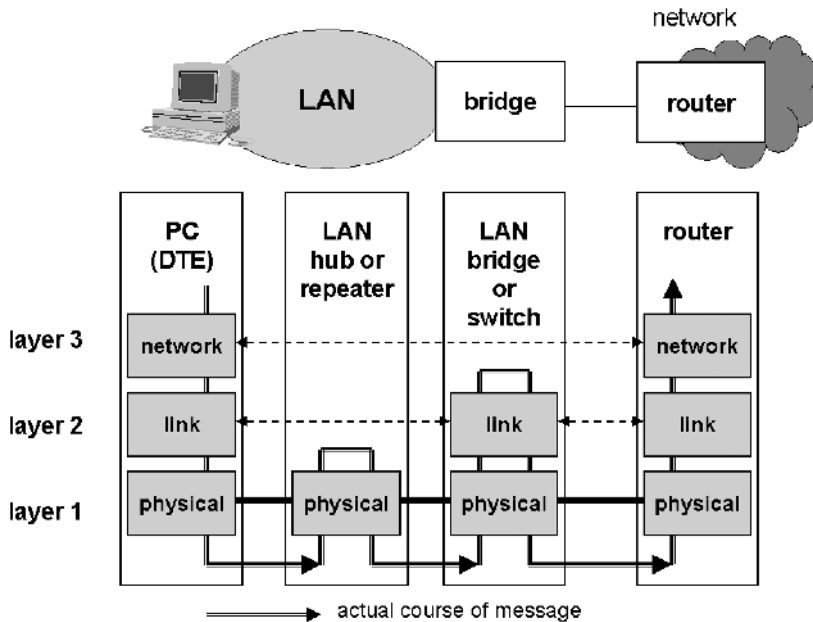 network
LAN
bridge
router
PC
(DTE)
LAN
hub or
repeater
LAN
bridge
or
switch
router
layer 3
network
network
layer 2
link
link
link
layer 1
physical
physical
physical
physical
actual course of message